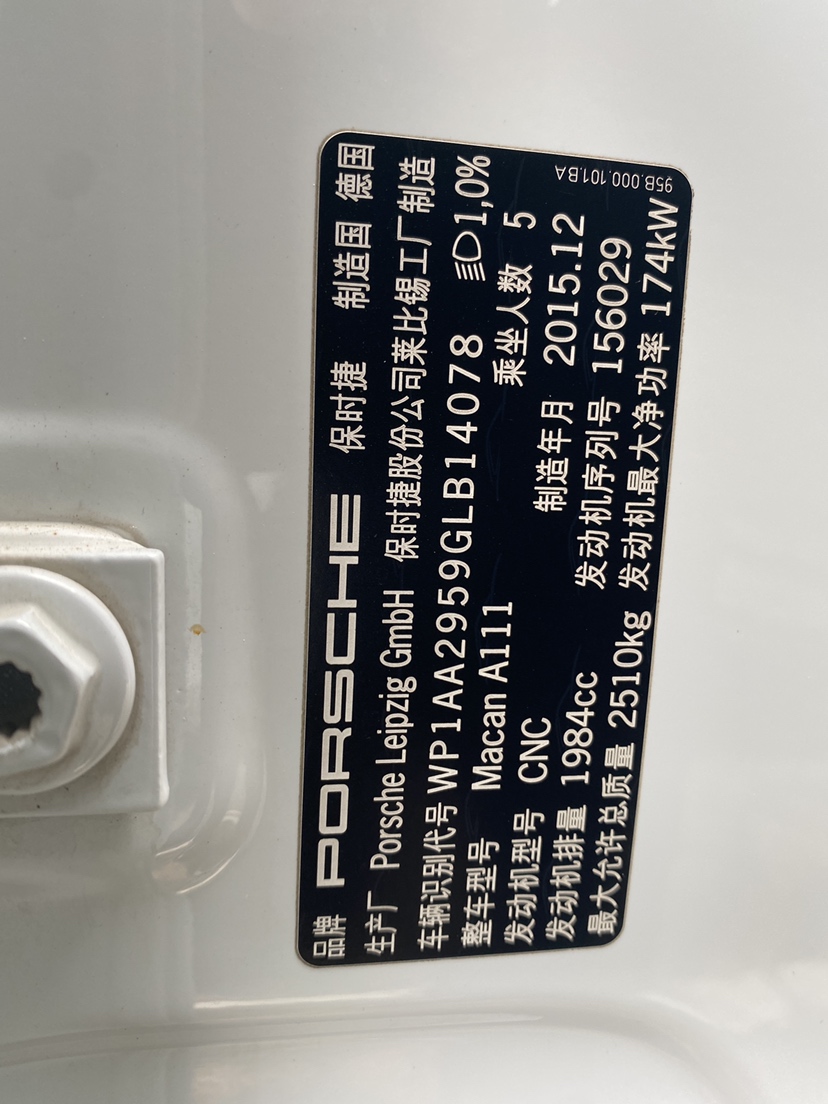 品牌 PORSCHE 保时捷 制造国 德国
生产厂 Porsche Leipzig GmbH 保时捷股份公司莱比锡工厂制造
车辆识别代号 WP1AA2959GLB14078 1,0%
整车型号 Macan A111 乘坐人数 5
发动机型号 CNC 制造年月 2015.12
发动机排量 1984cc 发动机序列号 156029
最大允许总质量 2510kg 发动机最大净功率 174kW
95B.000.101.BA